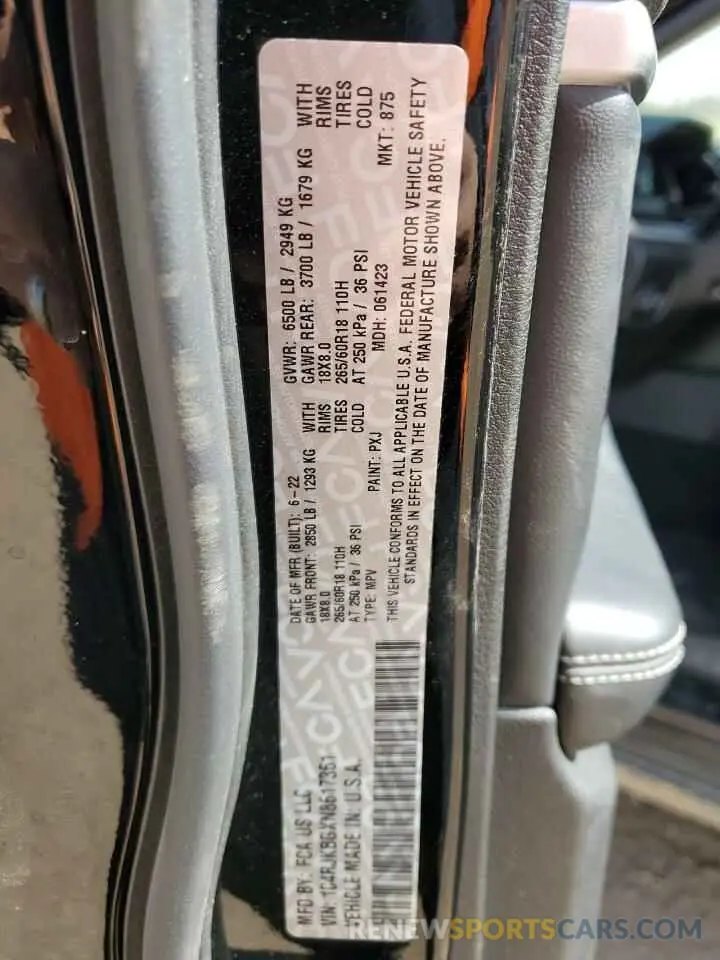 MFD BY: FCA US LLC
DATE OF MFR (BUILT): 6-22
GVWR: 6500 LB / 2949 KG
GAWR FRONT: 2850 LB / 1293 KG WITH
GAWR REAR: 3700 LB / 1679 KG WITH
18X8.0 RIMS
18X8.0 RIMS
265/60R18 110H TIRES
265/60R18 110H TIRES
AT 250 kPa / 36 PSI COLD
AT 250 kPa / 36 PSI COLD
VIN: 1C4RJKBGXN8617351
VEHICLE MADE IN: U.S.A.
TYPE: MPV PAINT: PXJ MDH: 061423 MKT: 875
THIS VEHICLE CONFORMS TO ALL APPLICABLE U.S.A. FEDERAL MOTOR VEHICLE SAFETY
STANDARDS IN EFFECT ON THE DATE OF MANUFACTURE SHOWN ABOVE.
RENEWSPORTSCARS.COM